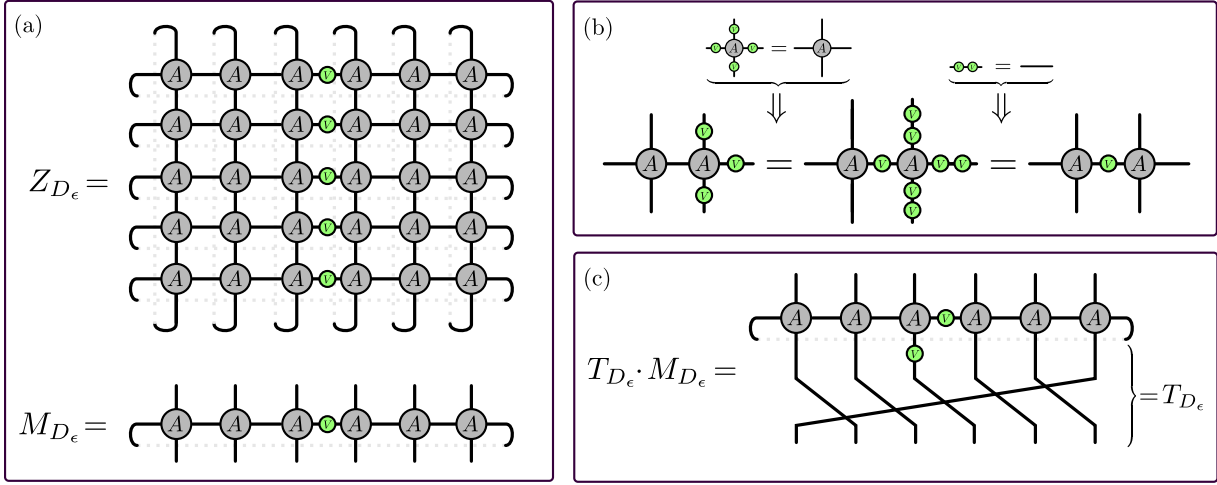 (a)
A A A V A A A
A A A V A A A
Z_{D_ϵ} = A A A V A A A
A A A V A A A
A A A V A A A
M_{D_ϵ} = A A A V A A A
(b)
V
V A V = A
V
V V =
⇓ ⇓
A V A V V = A V V V A V V V V = A V A
(c)
A A A V A A A
V
T_{D_ϵ} · M_{D_ϵ} =
= T_{D_ϵ}